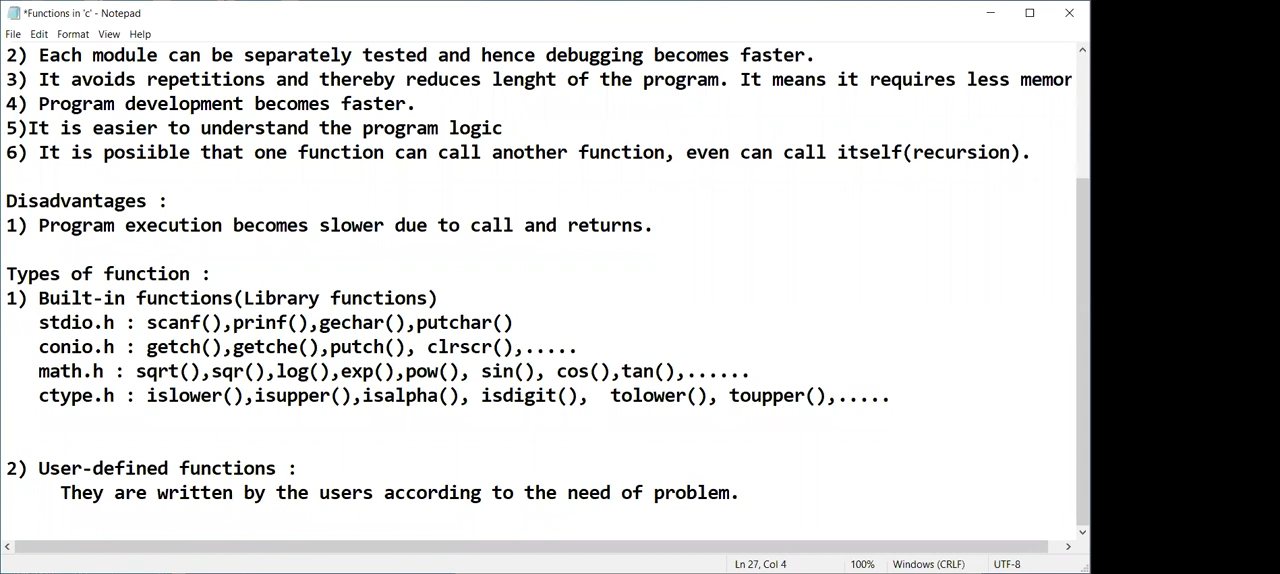 *Functions in 'c' - Notepad
File Edit Format View Help
2) Each module can be separately tested and hence debugging becomes faster.
3) It avoids repetitions and thereby reduces lenght of the program. It means it requires less memor
4) Program development becomes faster.
5)It is easier to understand the program logic
6) It is posiible that one function can call another function, even can call itself(recursion).
Disadvantages :
1) Program execution becomes slower due to call and returns.
Types of function :
1) Built-in functions(Library functions)
stdio.h : scanf(),prinf(),gechar(),putchar()
conio.h : getch(),getche(),putch(), clrscr(),.....
math.h : sqrt(),sqr(),log(),exp(),pow(), sin(), cos(),tan(),......
ctype.h : islower(),isupper(),isalpha(), isdigit(),  tolower(), toupper(),.....
2) User-defined functions :
They are written by the users according to the need of problem.
Ln 27, Col 4 100% Windows (CRLF) UTF-8